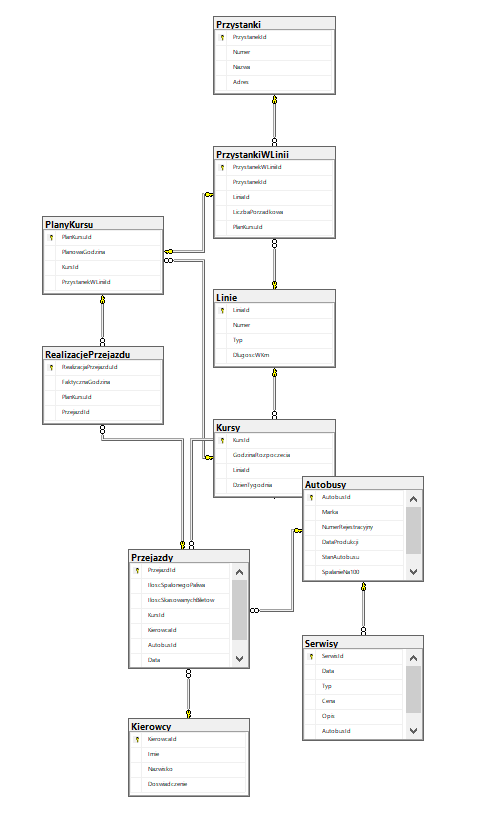 Przystanki
PrzystanekId
Numer
Nazwa
Adres
PrzystankiWLinii
PrzystanekWLiniiId
PrzystanekId
LiniaId
LiczbaPorzadkowa
PlanKursuId
PlanyKursu
PlanKursuId
PlanowaGodzina
KursId
PrzystanekWLiniiId
Linie
LiniaId
Numer
Typ
DlugoscWKm
RealizacjePrzejazdu
RealizacjaPrzejazduId
FaktycznaGodzina
PlanKursuId
PrzejazdId
Kursy
KursId
GodzinaRozpoczecia
LiniaId
DzienTygodnia
Autobusy
AutobusId
Marka
NumerRejestracyjny
DataProdukcji
StanAutobusu
SpalanieNa100
Przejazdy
PrzejazdId
IloscSpalonegoPaliwa
IloscSkasowanychBiletow
KursId
KierowcaId
AutobusId
Data
Serwisy
SerwisId
Data
Typ
Cena
Opis
AutobusId
Kierowcy
KierowcaId
Imie
Nazwisko
Doswiadczenie